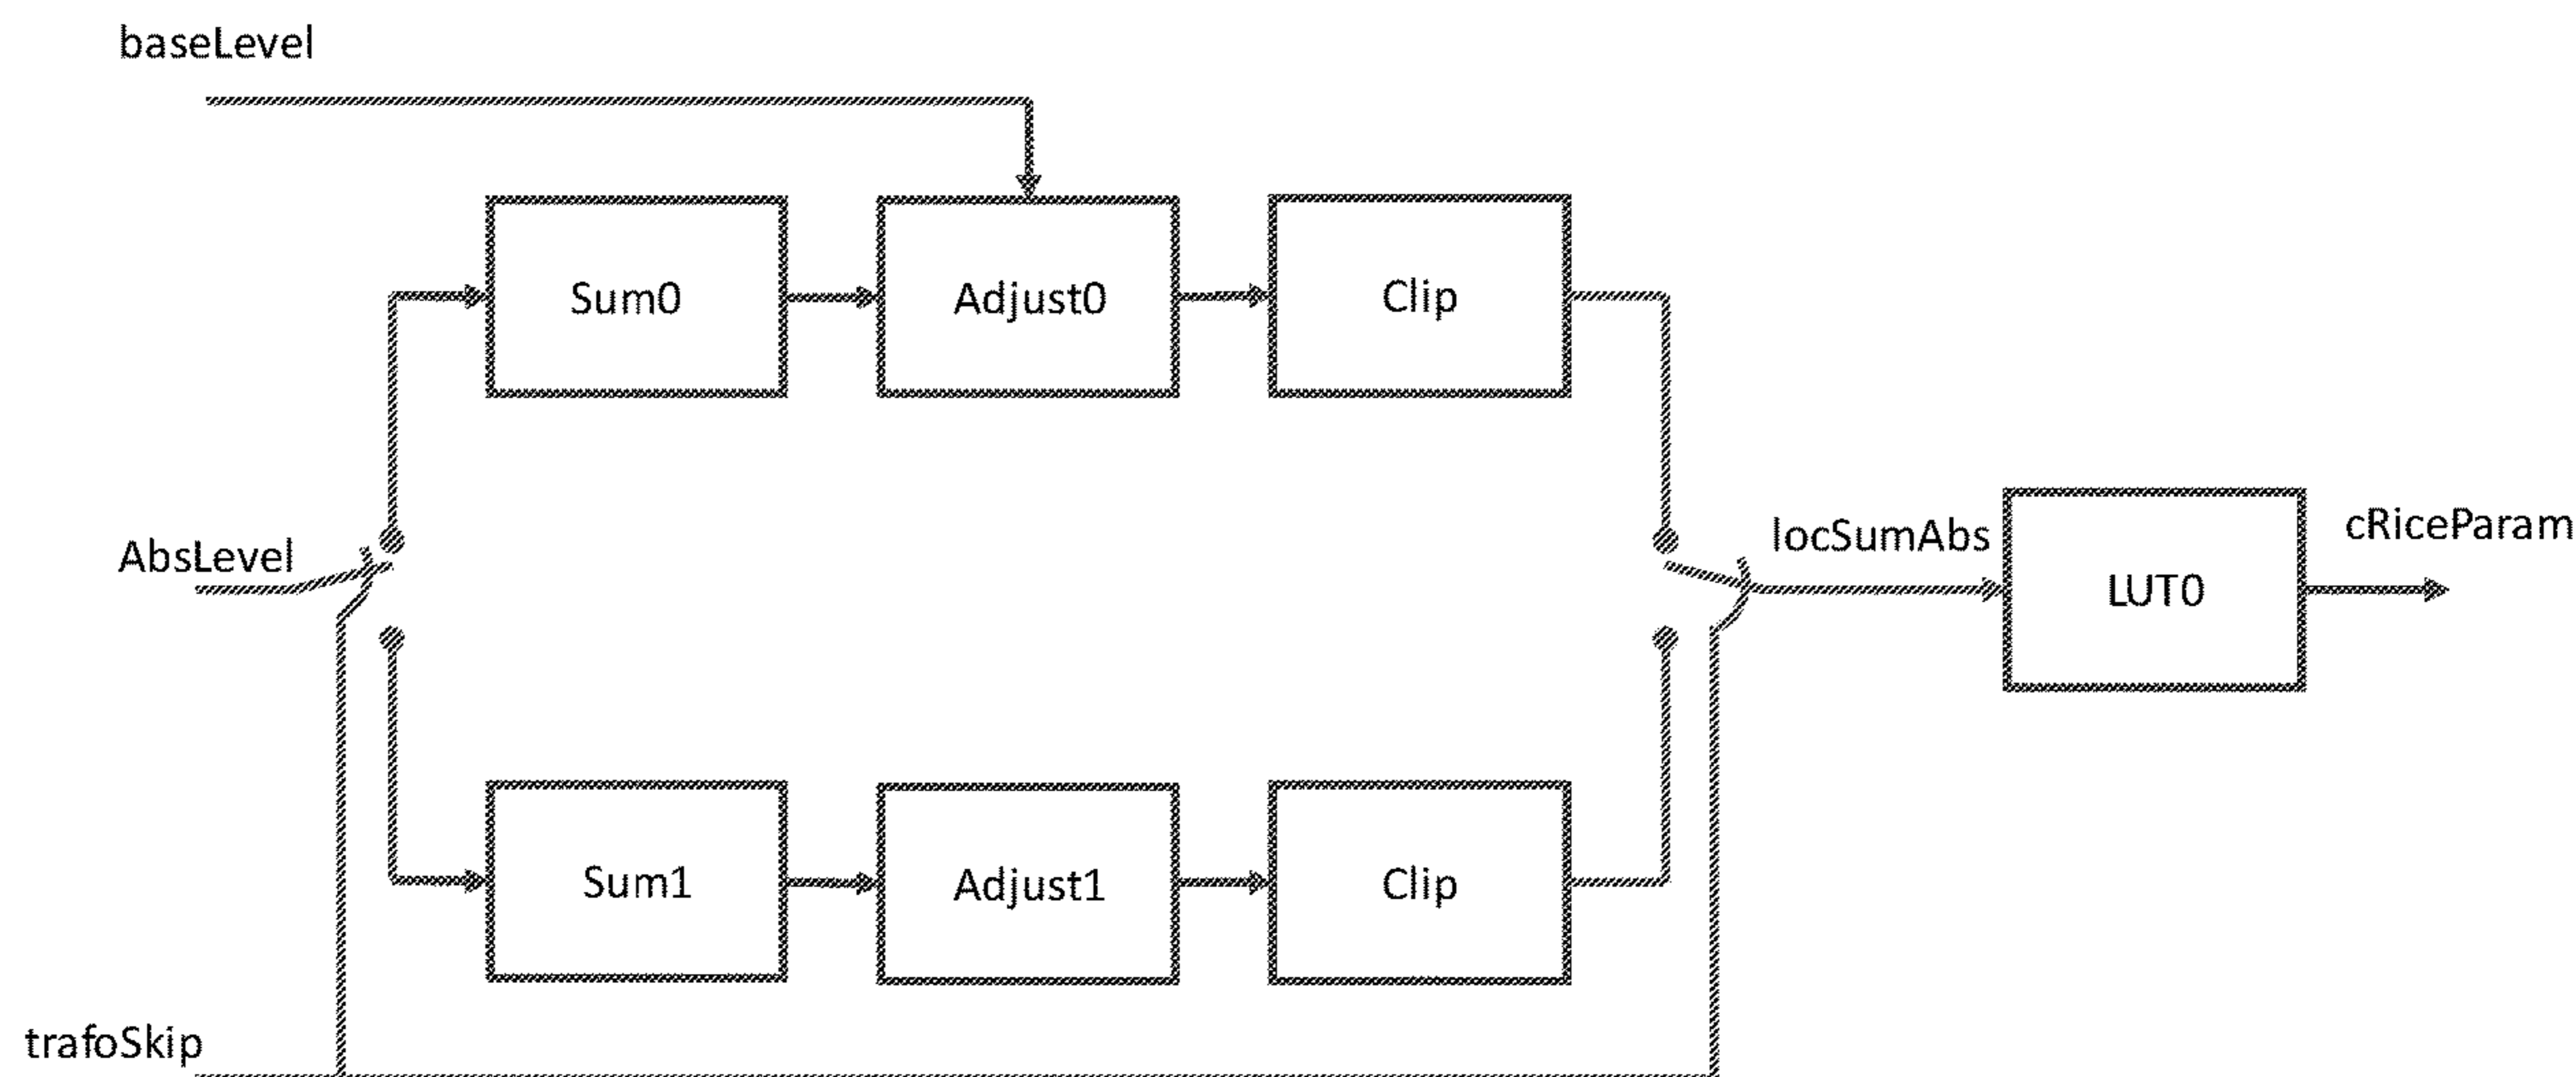 baseLevel
Sum0
Adjust0
Clip
AbsLevel
locSumAbs
LUT0
cRiceParam
Sum1
Adjust1
Clip
trafoSkip